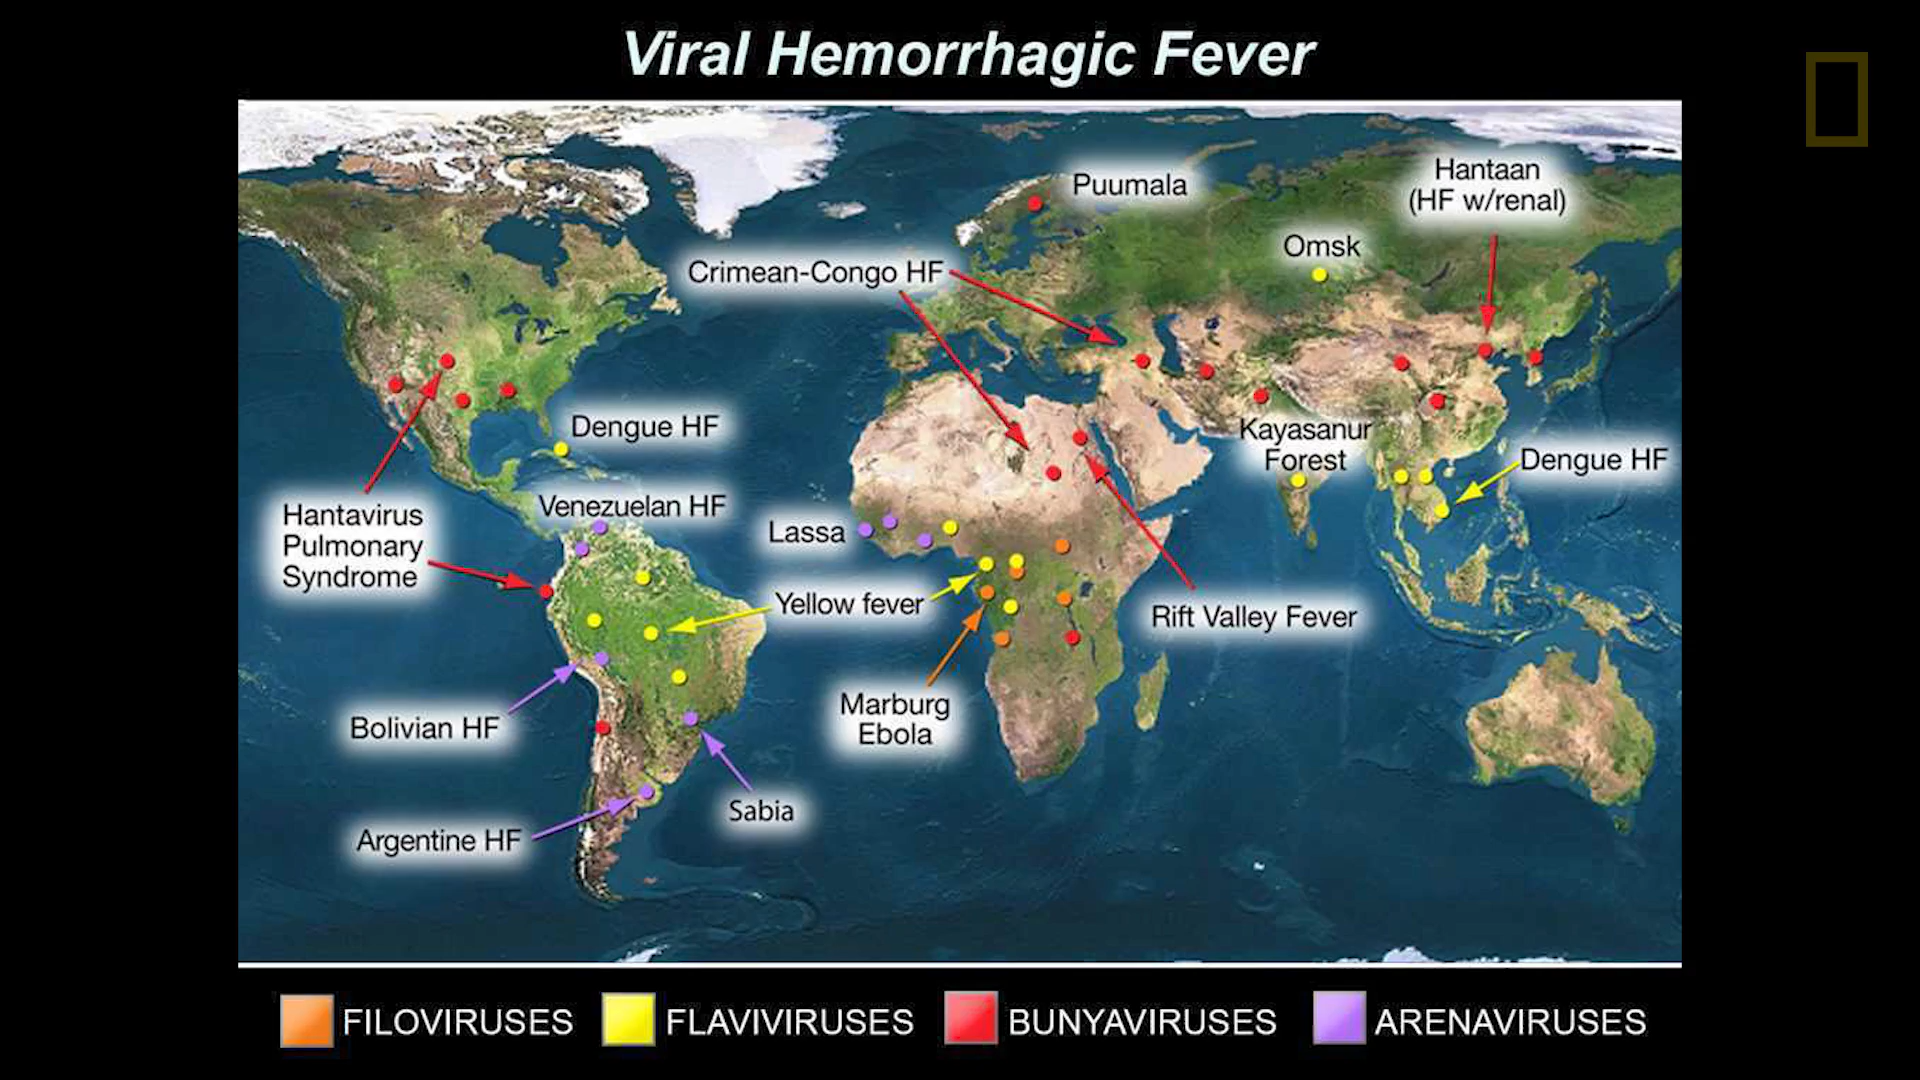 Viral Hemorrhagic Fever
Puumala
Hantaan
(HF w/renal)
Omsk
Crimean-Congo HF
Dengue HF
Kayasanur
Forest
Dengue HF
Venezuelan HF
Hantavirus
Pulmonary
Syndrome
Lassa
Yellow fever
Rift Valley Fever
Marburg
Ebola
Bolivian HF
Sabia
Argentine HF
FILOVIRUSES
FLAVIVIRUSES
BUNYAVIRUSES
ARENAVIRUSES